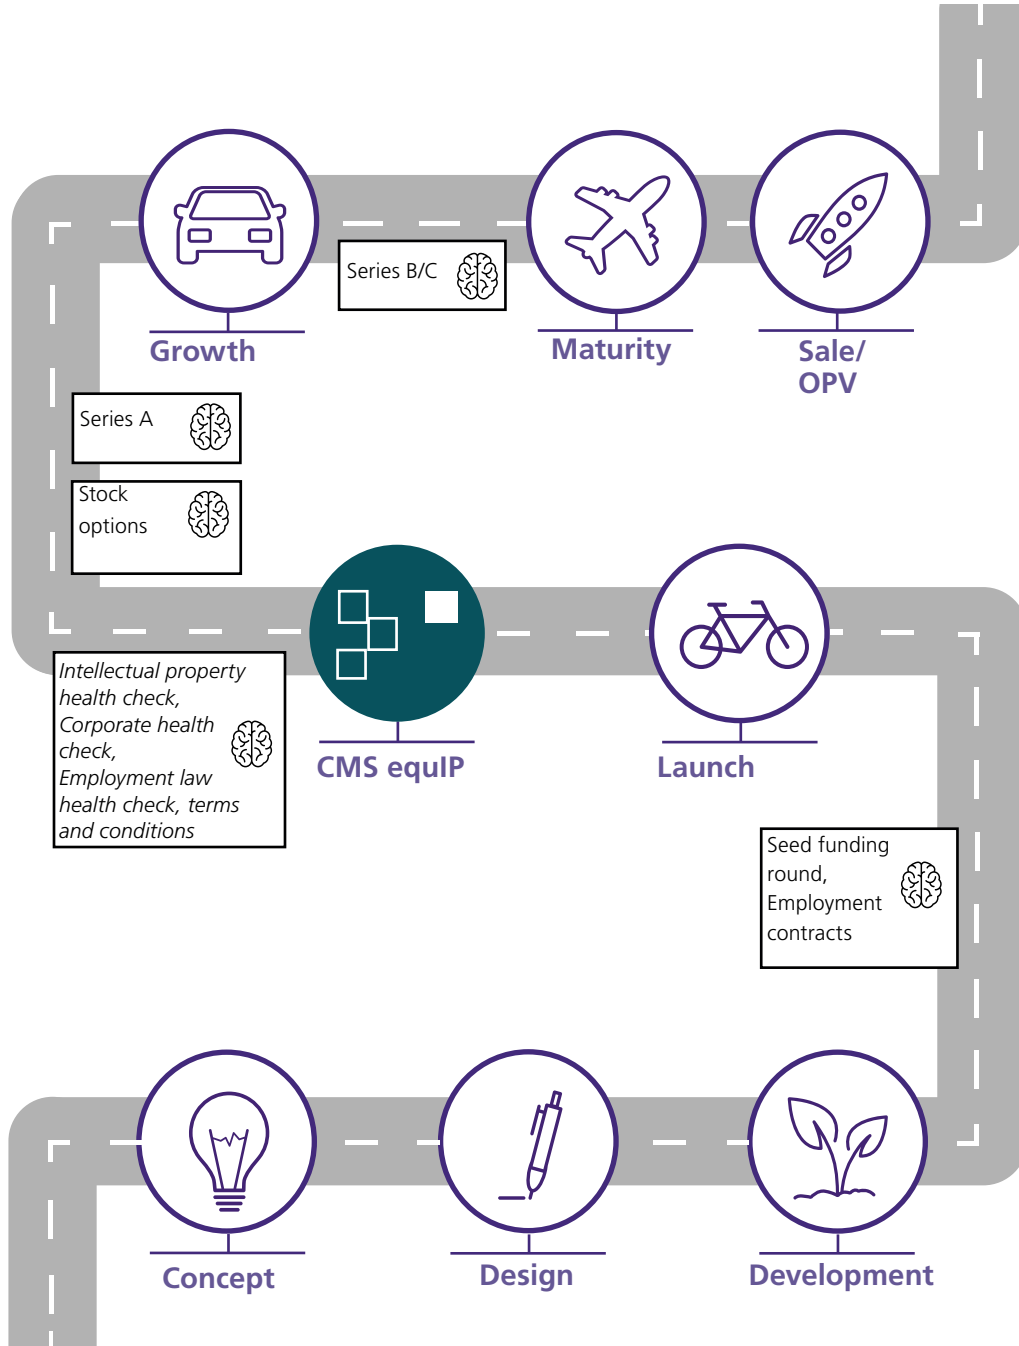 Series B/C
Growth
Maturity
Sale/
OPV
Series A
Stock
options
Intellectual property
health check,
Corporate health
check,
Employment law
health check, terms
and conditions
CMS equIP
Launch
Seed funding
round,
Employment
contracts
Concept
Design
Development